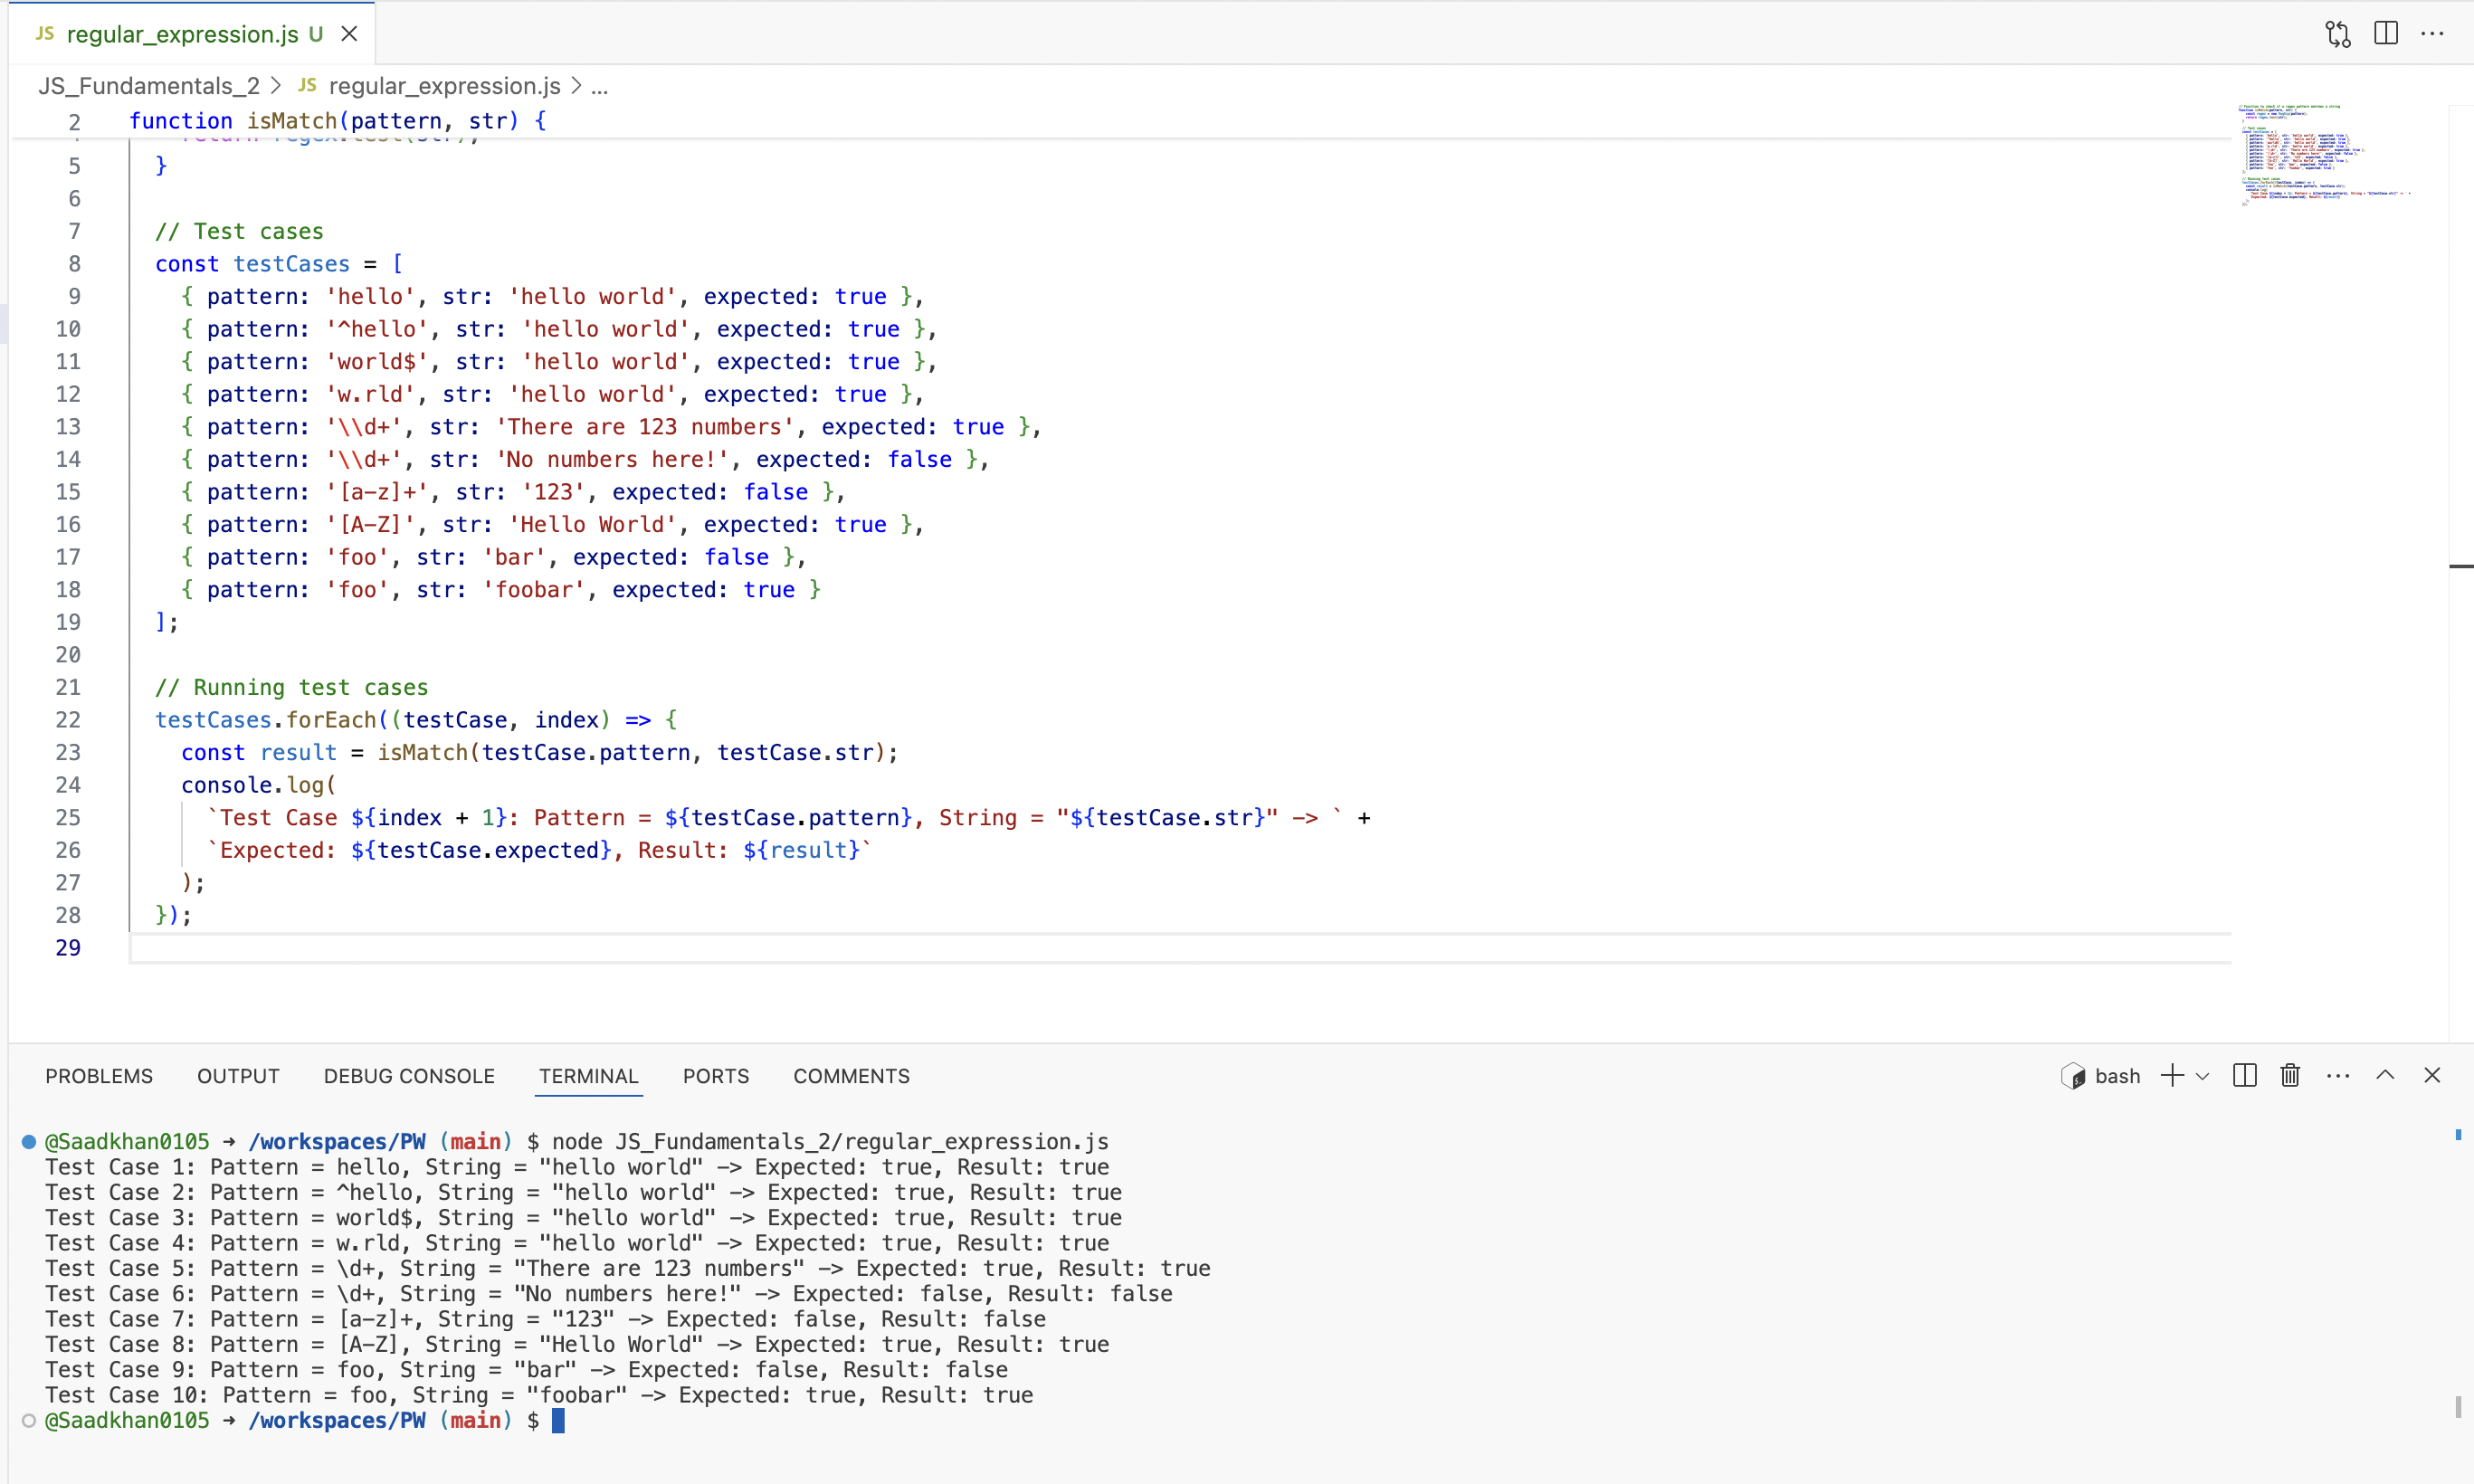 JS regular_expression.js U
JS_Fundamentals_2 > JS regular_expression.js > ...
2 function isMatch(pattern, str) {
return regex.test(str);
5 }
6
7 // Test cases
8 const testCases = [
9 { pattern: 'hello', str: 'hello world', expected: true },
10 { pattern: '^hello', str: 'hello world', expected: true },
11 { pattern: 'world$', str: 'hello world', expected: true },
12 { pattern: 'w.rld', str: 'hello world', expected: true },
13 { pattern: '\\d+', str: 'There are 123 numbers', expected: true },
14 { pattern: '\\d+', str: 'No numbers here!', expected: false },
15 { pattern: '[a-z]+', str: '123', expected: false },
16 { pattern: '[A-Z]', str: 'Hello World', expected: true },
17 { pattern: 'foo', str: 'bar', expected: false },
18 { pattern: 'foo', str: 'foobar', expected: true }
19 ];
20
21 // Running test cases
22 testCases.forEach((testCase, index) => {
23 const result = isMatch(testCase.pattern, testCase.str);
24 console.log(
25 `Test Case ${index + 1}: Pattern = ${testCase.pattern}, String = "${testCase.str}" -> ` +
26 `Expected: ${testCase.expected}, Result: ${result}`
27 );
28 });
29
PROBLEMS OUTPUT DEBUG CONSOLE TERMINAL PORTS COMMENTS bash
@Saadkhan0105 → /workspaces/PW (main) $ node JS_Fundamentals_2/regular_expression.js
Test Case 1: Pattern = hello, String = "hello world" -> Expected: true, Result: true
Test Case 2: Pattern = ^hello, String = "hello world" -> Expected: true, Result: true
Test Case 3: Pattern = world$, String = "hello world" -> Expected: true, Result: true
Test Case 4: Pattern = w.rld, String = "hello world" -> Expected: true, Result: true
Test Case 5: Pattern = \d+, String = "There are 123 numbers" -> Expected: true, Result: true
Test Case 6: Pattern = \d+, String = "No numbers here!" -> Expected: false, Result: false
Test Case 7: Pattern = [a-z]+, String = "123" -> Expected: false, Result: false
Test Case 8: Pattern = [A-Z], String = "Hello World" -> Expected: true, Result: true
Test Case 9: Pattern = foo, String = "bar" -> Expected: false, Result: false
Test Case 10: Pattern = foo, String = "foobar" -> Expected: true, Result: true
@Saadkhan0105 → /workspaces/PW (main) $